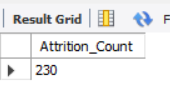 Result Grid F
Attrition_Count
230